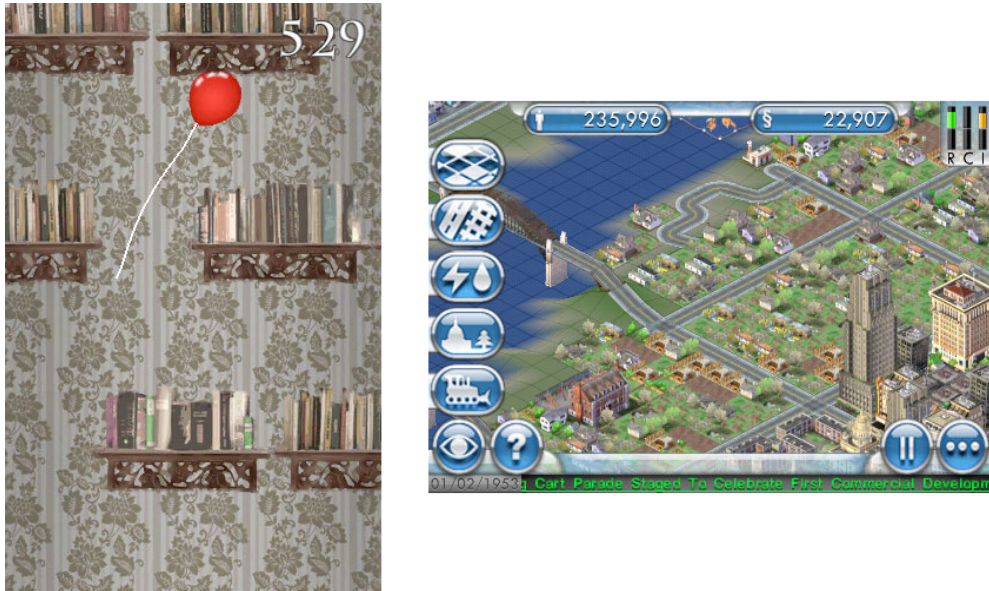 529
235,996
§ 22,907
R C I
?
01/02/1953 g Cart Parade Staged To Celebrate First Commercial Developm